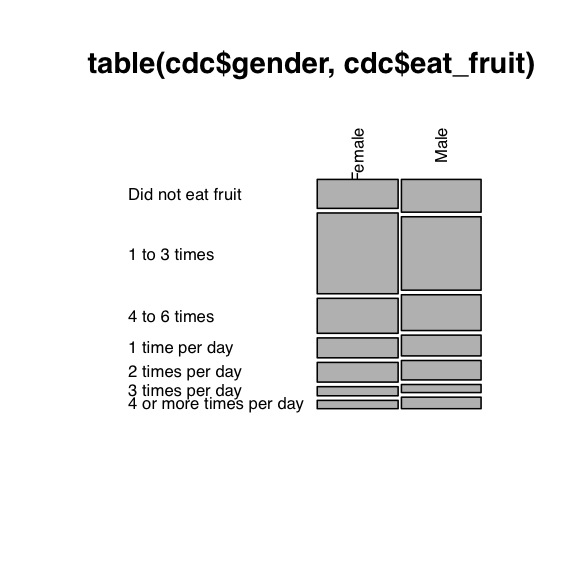 table(cdc$gender, cdc$eat_fruit)
Female
Male
Did not eat fruit
1 to 3 times
4 to 6 times
1 time per day
2 times per day
3 times per day
4 or more times per day